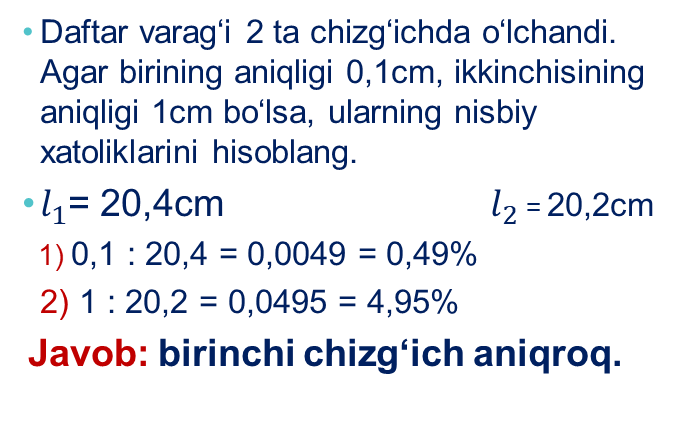 • Daftar varag‘i 2 ta chizg‘ichda o‘lchandi.
Agar birining aniqligi 0,1cm, ikkinchisining
aniqligi 1cm bo‘lsa, ularning nisbiy
xatoliklarini hisoblang.
• 𝑙₁= 20,4cm 𝑙₂ = 20,2cm
1) 0,1 : 20,4 = 0,0049 = 0,49%
2) 1 : 20,2 = 0,0495 = 4,95%
Javob: birinchi chizg‘ich aniqroq.